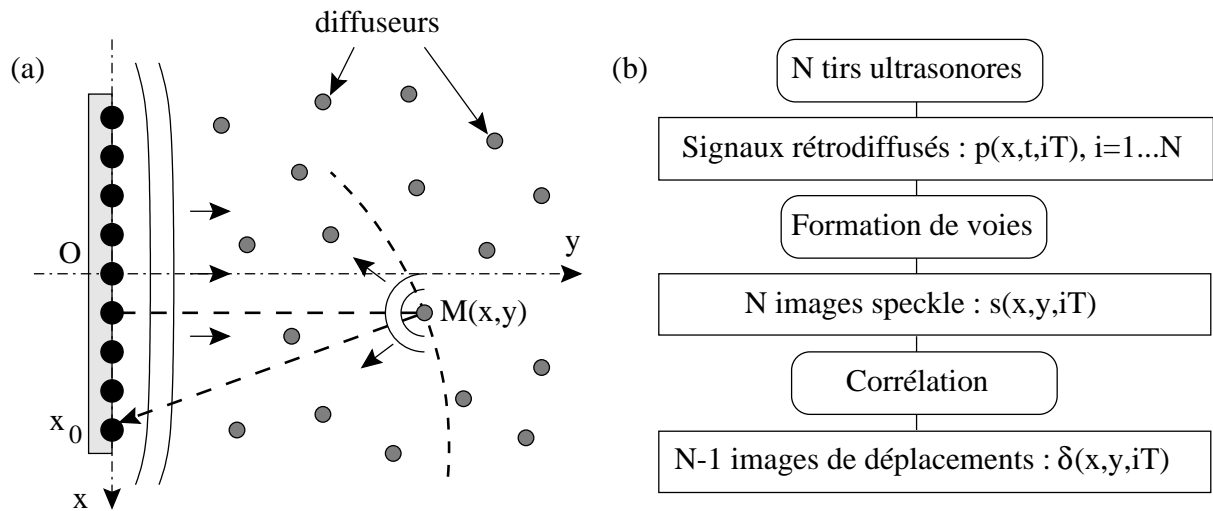 (a)
diffuseurs
O
y
M(x,y)
x0
x
(b)
N tirs ultrasonores
Signaux rétrodiffusés : p(x,t,iT), i=1...N
Formation de voies
N images speckle : s(x,y,iT)
Corrélation
N-1 images de déplacements : δ(x,y,iT)